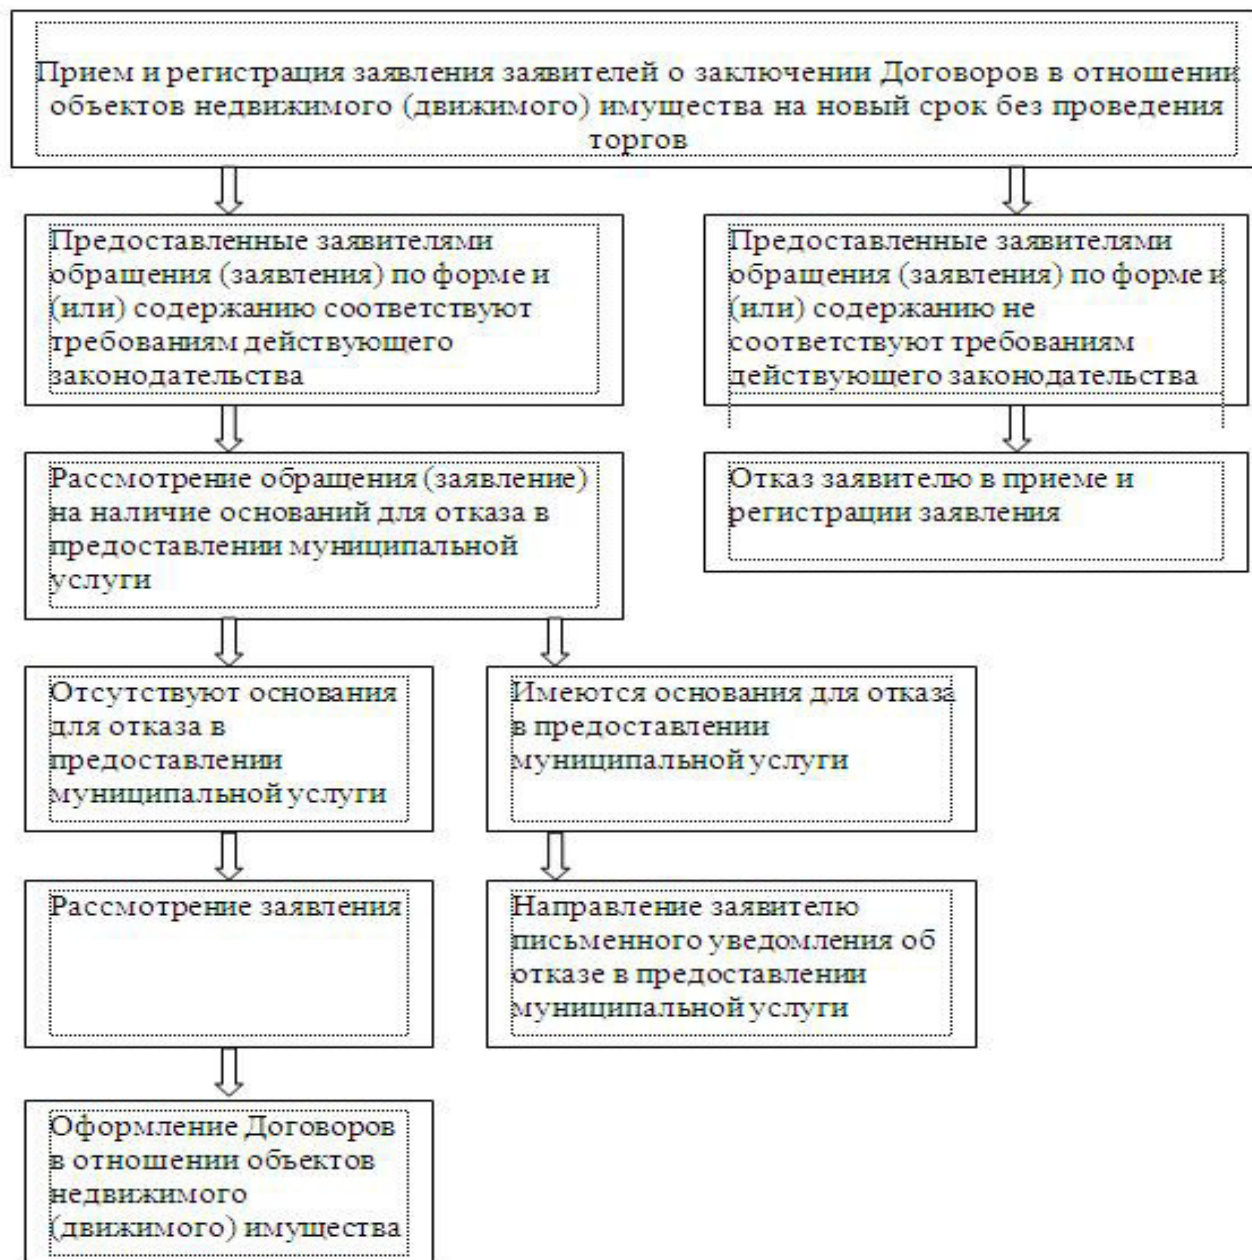 Прием и регистрация заявления заявителей о заключении Договоров в отношении
объектов недвижимого (движимого) имущества на новый срок без проведения
торгов
Предоставленные заявителями
обращения (заявления) по форме и
(или) содержанию соответствуют
требованиям действующего
законодательства
Предоставленные заявителями
обращения (заявления) по форме и
(или) содержанию не
соответствуют требованиям
действующего законодательства
Рассмотрение обращения (заявление)
на наличие оснований для отказа в
предоставлении муниципальной
услуги
Отказ заявителю в приеме и
регистрации заявления
Отсутствуют основания
для отказа в
предоставлении
муниципальной услуги
Имеются основания для отказа
в предоставлении
муниципальной услуги
Рассмотрение заявления
Направление заявителю
письменного уведомления об
отказе в предоставлении
муниципальной услуги
Оформление Договоров
в отношении объектов
недвижимого
(движимого) имущества